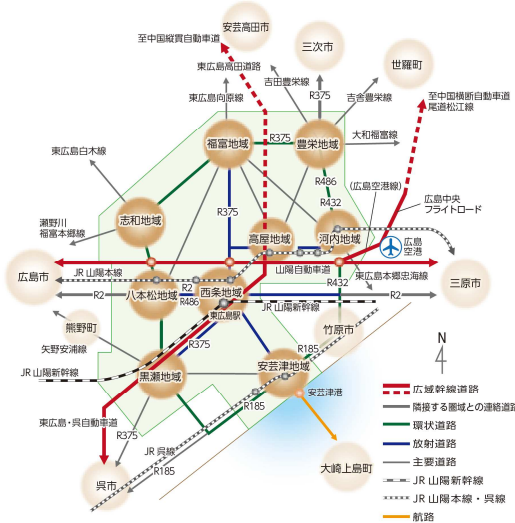 安芸高田市
至中国縦貫自動車道
三次市
世羅町
東広島高田道路
吉田豊栄線
東広島向原線
R375
吉舎豊栄線
至中国横断自動車道
尾道松江線
大和福富線
福富地域
R375
豊栄地域
東広島白木線
R486
(広島空港線)
R432
広島中央
フライトロード
志和地域
R375
瀬野川
福富本郷線
高屋地域
河内地域
広島
空港
広島市
JR 山陽本線
山陽自動車道
東広島本郷忠海線
三原市
R2
八本松地域
R2
R486
西条地域
R432
R2
東広島駅
JR 山陽新幹線
熊野町
竹原市
矢野安浦線
R375
R185
N
JR 山陽新幹線
黒瀬地域
安芸津地域
安芸津港
東広島・呉自動車道
R185
R375
JR 呉線
R185
呉市
大崎上島町
広域幹線道路
隣接する圏域との連絡道路
環状道路
放射道路
主要道路
JR 山陽新幹線
JR 山陽本線・呉線
航路